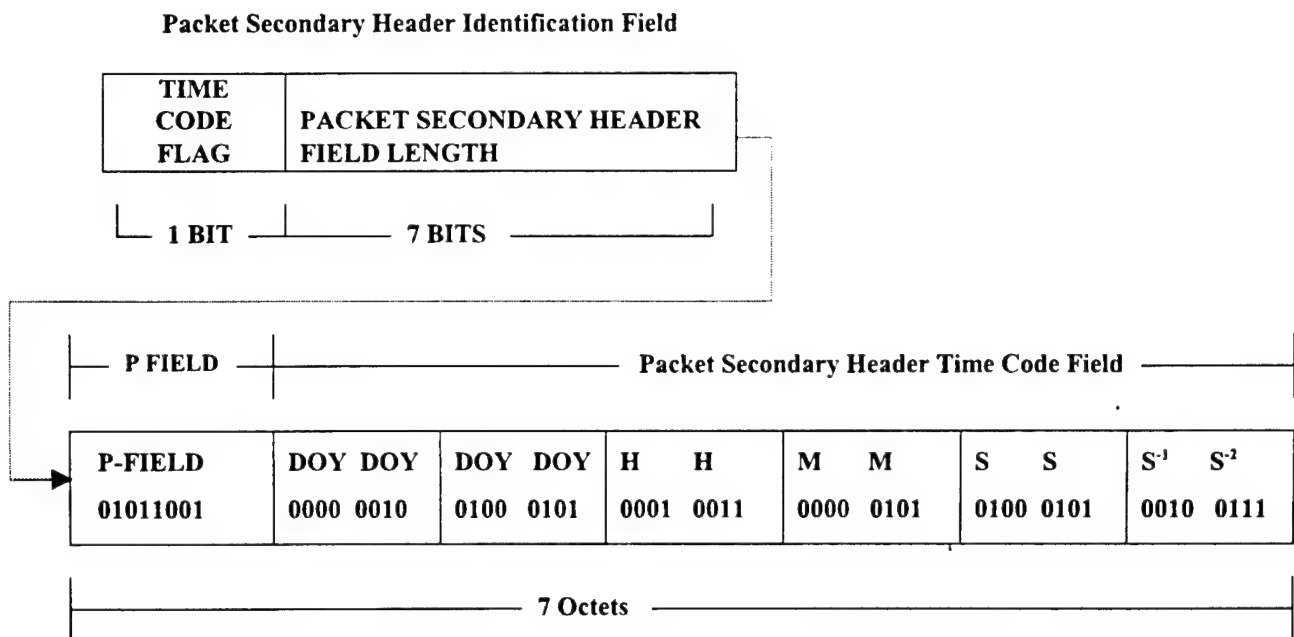 Packet Secondary Header Identification Field
TIME
CODE
FLAG
PACKET SECONDARY HEADER
FIELD LENGTH
1 BIT
7 BITS
P FIELD
Packet Secondary Header Time Code Field
P-FIELD
01011001
DOY DOY
0000 0010
DOY DOY
0100 0101
H H
0001 0011
M M
0000 0101
S S
0100 0101
S-1 S-2
0010 0111
7 Octets